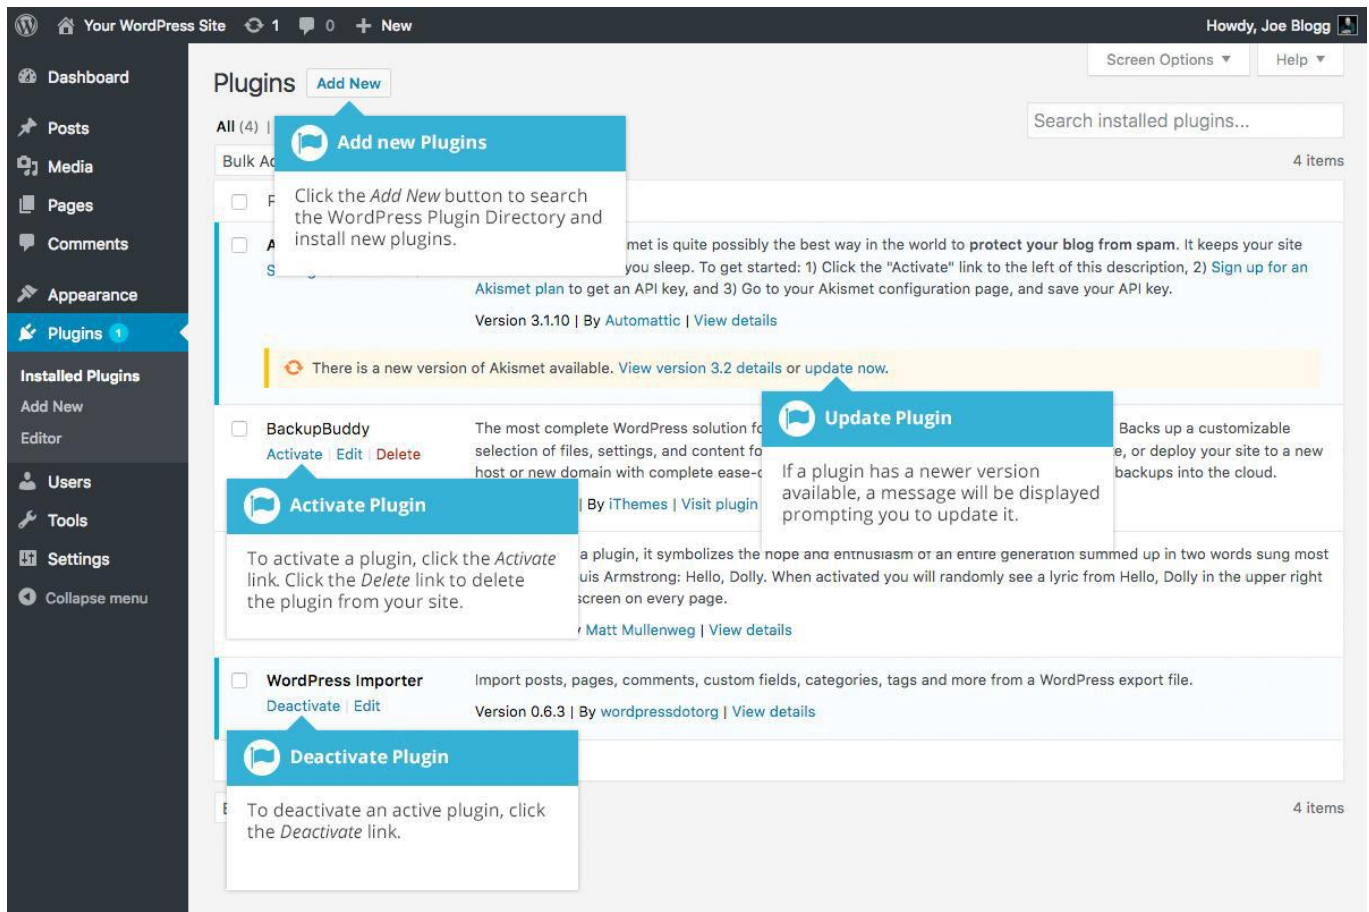 Your WordPress Site 1 0 New
Howdy, Joe Blogg
Dashboard
Posts
Media
Pages
Comments
Appearance
Plugins 1
Installed Plugins
Add New
Editor
Users
Tools
Settings
Collapse menu
Screen Options Help
Plugins Add New
All (4) |
Search installed plugins...
Bulk
4 items
Add new Plugins
Click the Add New button to search
the WordPress Plugin Directory and
install new plugins.
is quite possibly the best way in the world to protect your blog from spam. It keeps your site
you sleep. To get started: 1) Click the "Activate" link to the left of this description, 2) Sign up for an
Akismet plan to get an API key, and 3) Go to your Akismet configuration page, and save your API key.
Version 3.1.10 | By Automattic | View details
There is a new version of Akismet available. View version 3.2 details or update now.
Update Plugin
If a plugin has a newer version
available, a message will be displayed
prompting you to update it.
BackupBuddy
Activate | Edit | Delete
The most complete WordPress solution Backs up a customizable
selection of files, settings, and content or deploy your site to a new
host or new domain with complete backups into the cloud.
| By iThemes | Visit plugin
Activate Plugin
To activate a plugin, click the Activate
link. Click the Delete link to delete
the plugin from your site.
a plugin, it symbolizes the hope and enthusiasm of an entire generation summed up in two words sung most
Armstrong: Hello, Dolly. When activated you will randomly see a lyric from Hello, Dolly in the upper right
screen on every page.
Matt Mullenweg | View details
WordPress Importer
Deactivate | Edit
Import posts, pages, comments, custom fields, categories, tags and more from a WordPress export file.
Version 0.6.3 | By wordpressdotorg | View details
Deactivate Plugin
To deactivate an active plugin, click
the Deactivate link.
4 items